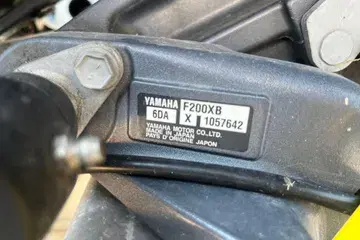 YAMAHA F200XB
6DA X 1057642
YAMAHA MOTOR CO.,LTD.
MADE IN JAPAN
PAYS D'ORIGINE JAPON